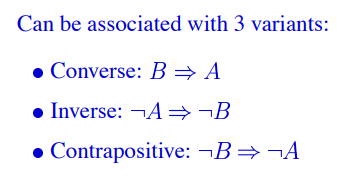 Can be associated with 3 variants:
• Converse: B ⇒ A
• Inverse: ¬A ⇒ ¬B
• Contrapositive: ¬B ⇒ ¬A